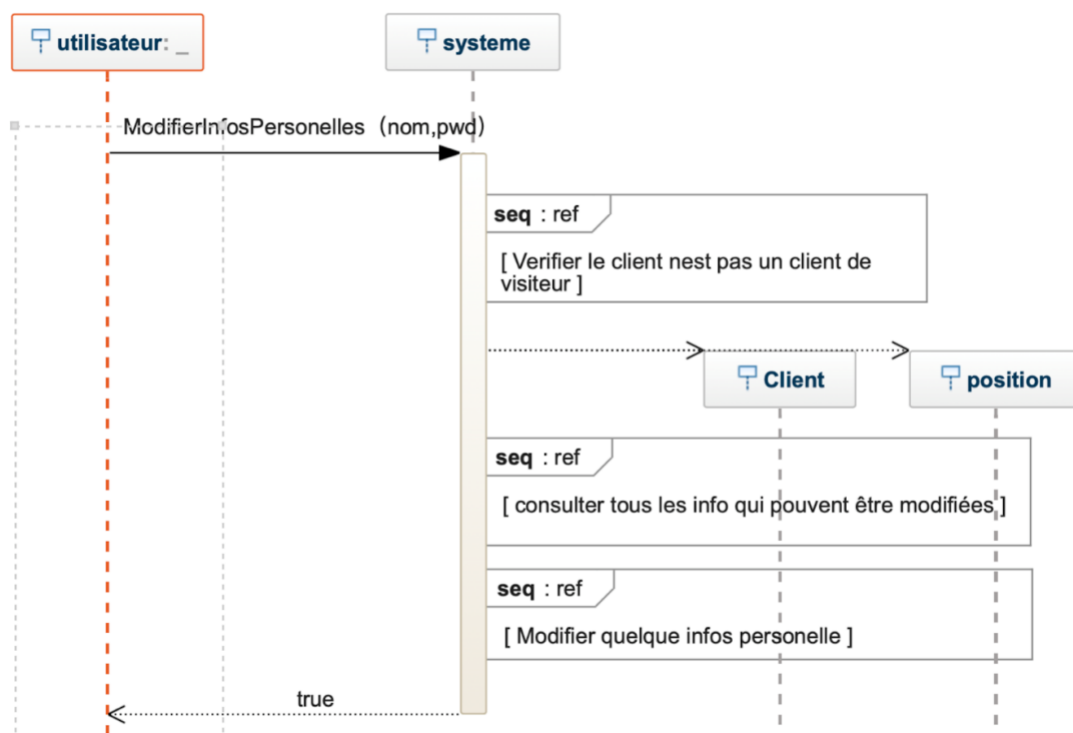 utilisateur: _
systeme
ModifierInfosPersonelles（nom,pwd）
seq : ref
[ Verifier le client nest pas un client de
visiteur ]
Client
position
seq : ref
[ consulter tous les info qui pouvent être modifiées ]
seq : ref
[ Modifier quelque infos personelle ]
true